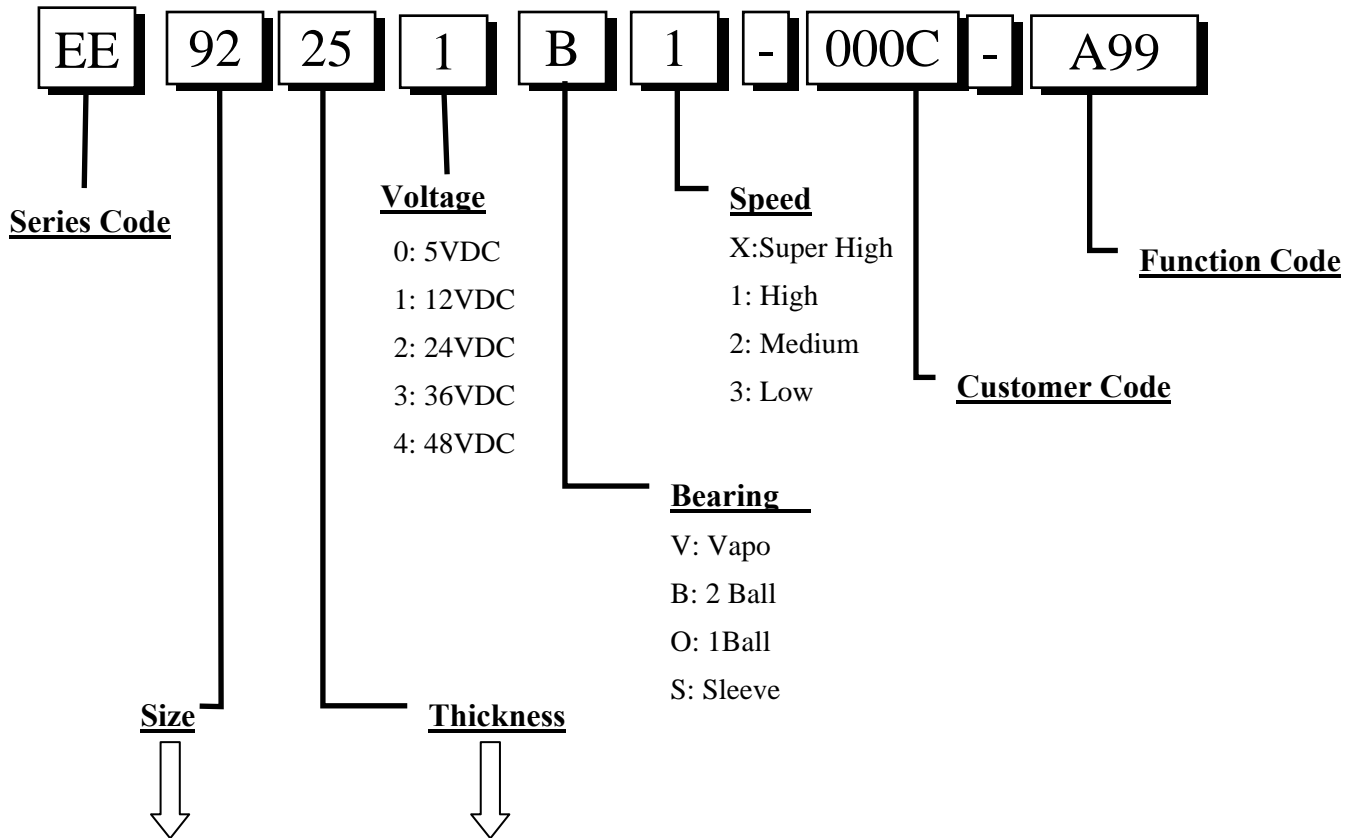 EE 92 25 1 B 1 - 000C - A99
Series Code
Voltage
0: 5VDC
1: 12VDC
2: 24VDC
3: 36VDC
4: 48VDC
Speed
X:Super High
1: High
2: Medium
3: Low
Function Code
Customer Code
Bearing
V: Vapo
B: 2 Ball
O: 1Ball
S: Sleeve
Size
Thickness